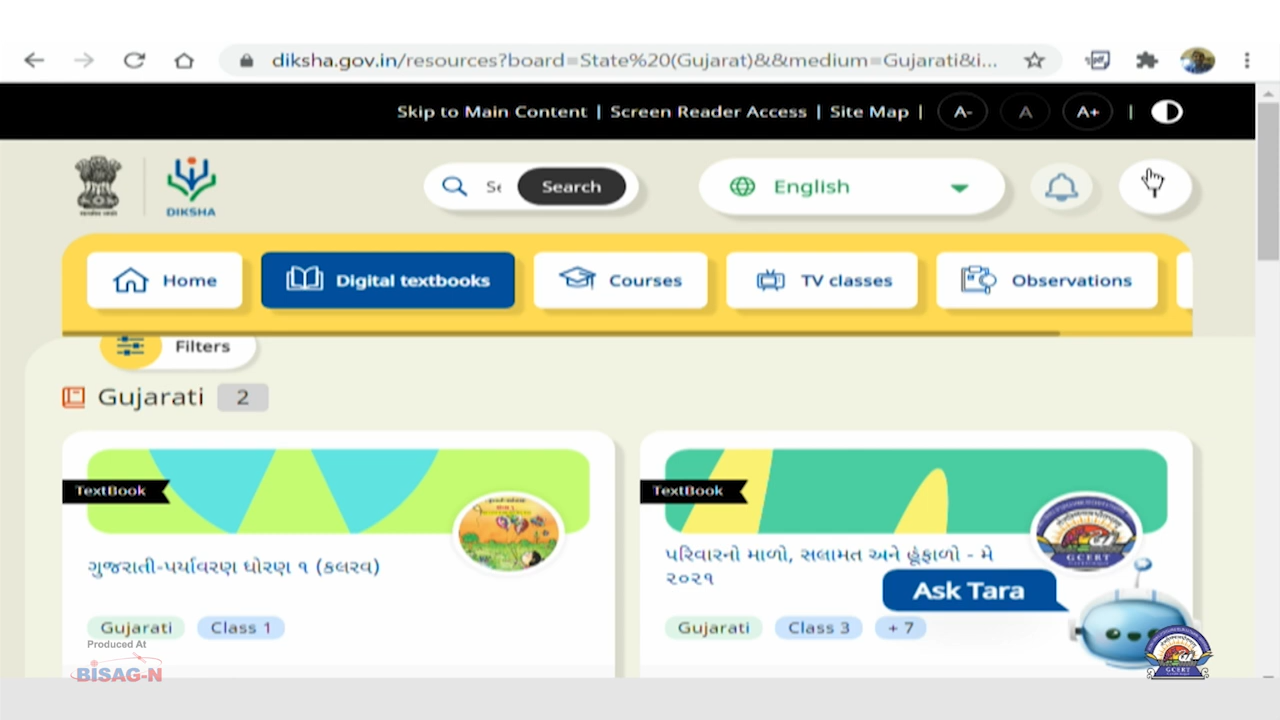 diksha.gov.in/resources?board=State%20(Gujarat)&&medium=Gujarati&i...
Skip to Main Content | Screen Reader Access | Site Map | A- A A+ |
DIKSHA
Search
English
Home
Digital textbooks
Courses
TV classes
Observations
Filters
Gujarati 2
TextBook
ગુજરાતી-પર્યાવરણ ધોરણ ૧ (કલરવ)
Gujarati Class 1
TextBook
GCERT
પરિવારનો માળો, સલામત અને હૂંફાળો - મે
૨૦૨૧
Gujarati Class 3 + 7
Ask Tara
Produced At
BISAG-N
GCERT